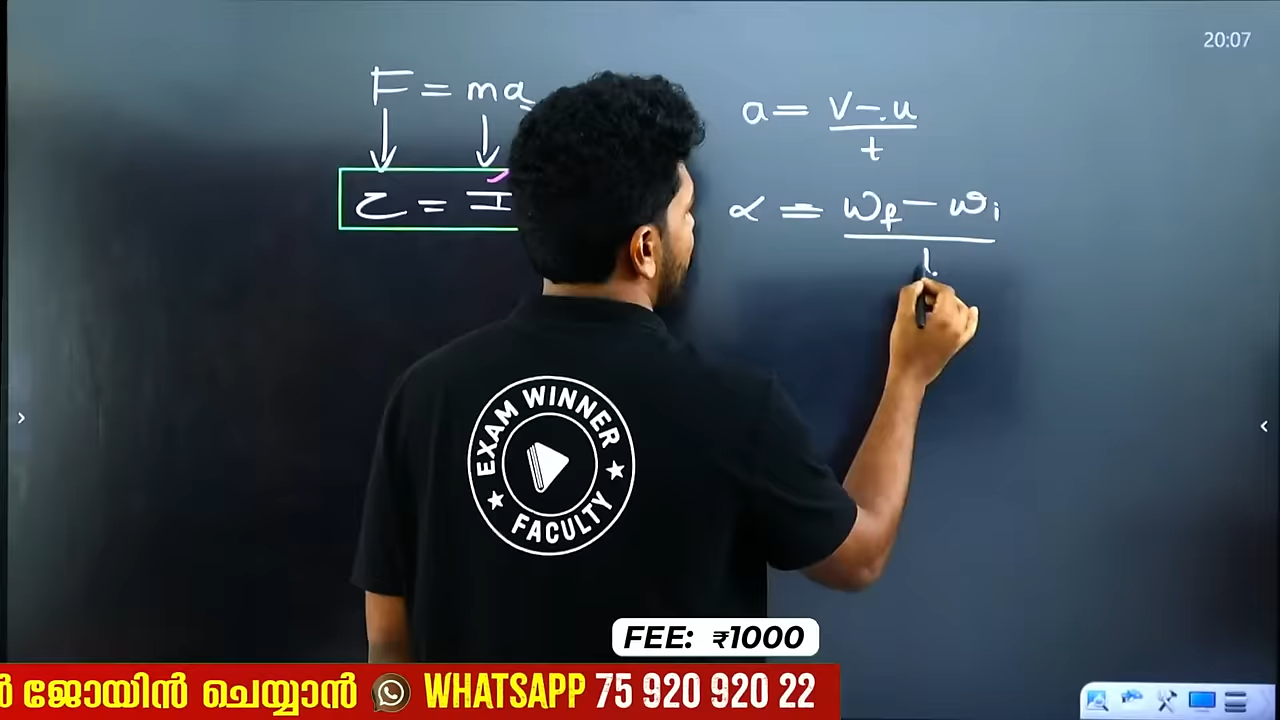 20:07
F = ma
a = v - u / t
τ = I
α = ωf - ωi
EXAM WINNER FACULTY
FEE: ₹1000
ജോയിൻ ചെയ്യാൻ WHATSAPP 75 920 920 22